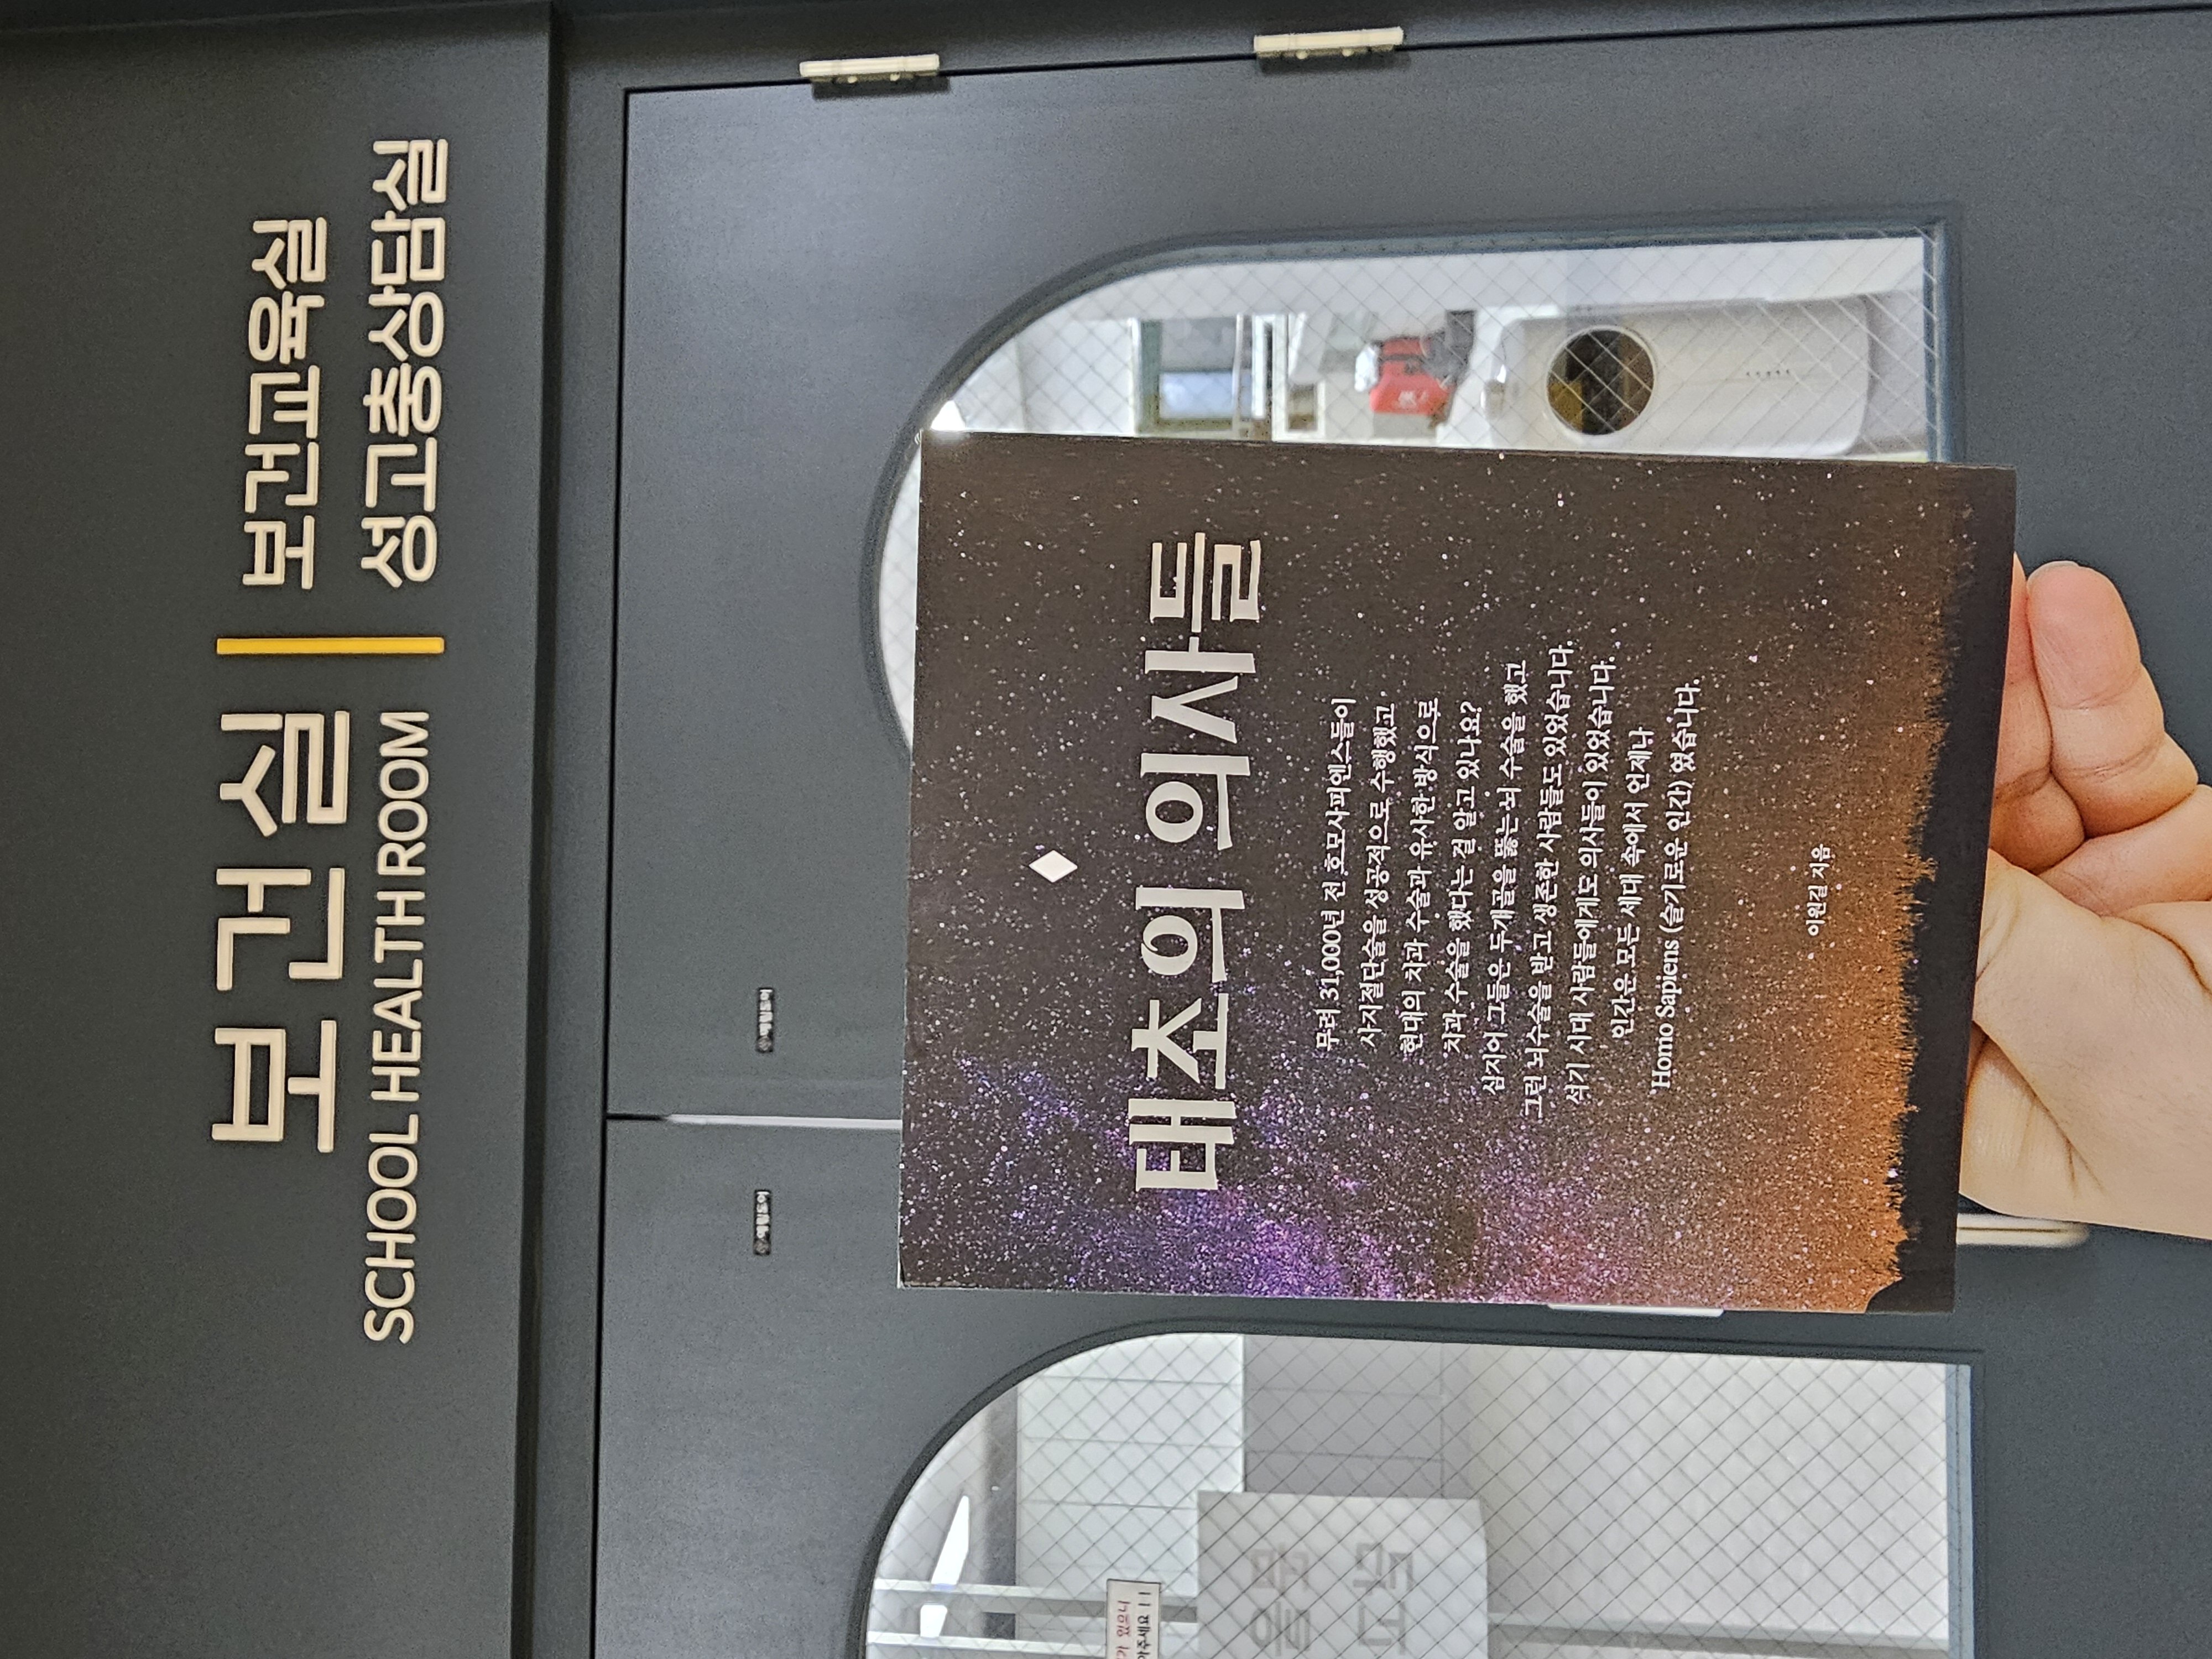 보건실
SCHOOL HEALTH ROOM
보건교육실
성고충상담실
태초의 의사들
무려 31,000년 전 호모사피엔스들이
사지절단술을 성공적으로 수행했고
현대의 치과 수술과 유사한 방식으로
치과 수술을 했다는 걸 알고 있나요?
심지어 그들은 두개골을 뚫는 뇌 수술을 했고
그런 뇌수술을 받고 생존한 사람들도 있었습니다.
석기 시대 사람들에게도 의사들이 있었습니다.
인간은 모든 세대 속에서 언제나
Homo Sapiens (슬기로운 인간) 였습니다.
이원길 지음
있으니
아주세요!!